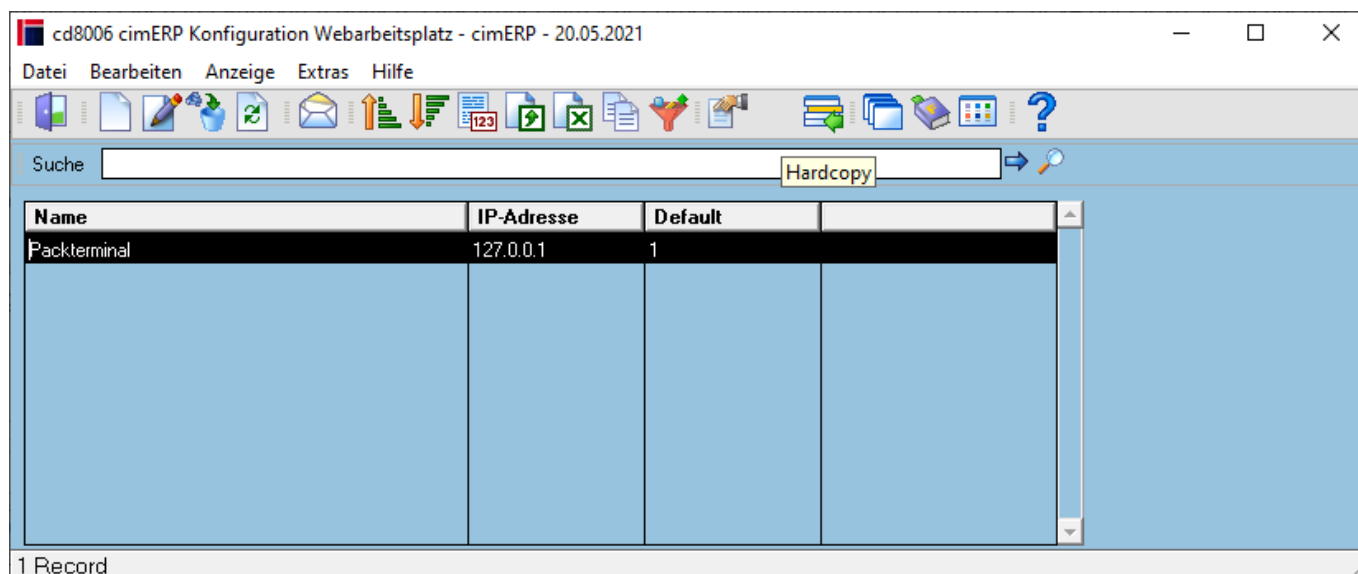 cd8006 cimERP Konfiguration Webarbeitsplatz - cimERP - 20.05.2021
Datei Bearbeiten Anzeige Extras Hilfe
123
Suche
Hardcopy
Name IP-Adresse Default
Packterminal 127.0.0.1 1
1 Record